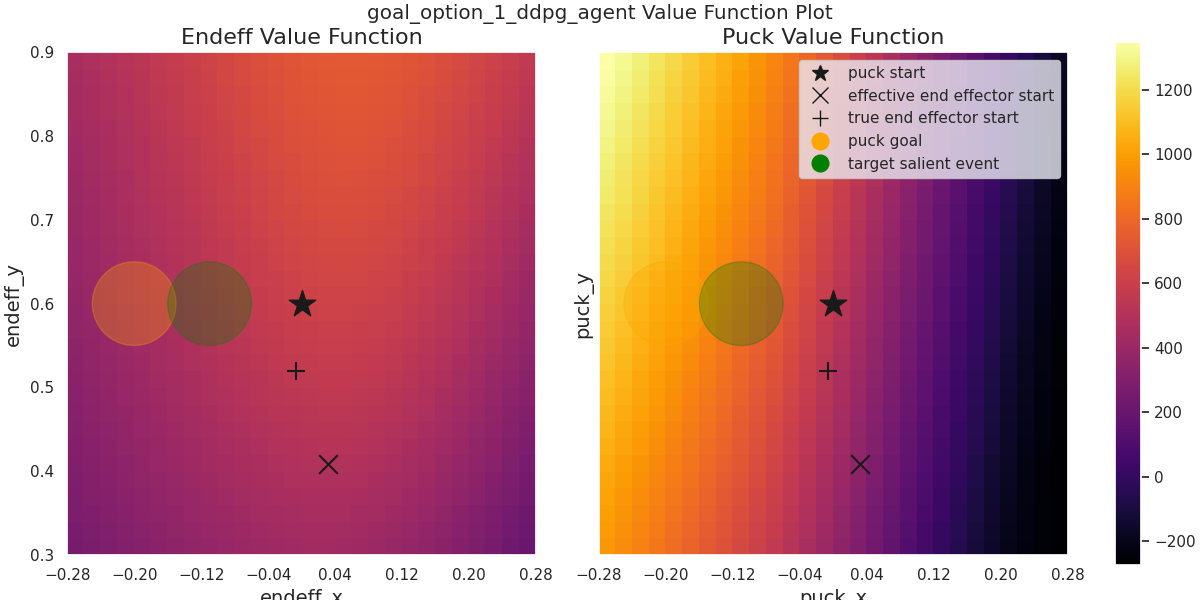 goal_option_1_ddpg_agent Value Function Plot
Endeff Value Function
Puck Value Function
0.9
0.8
0.7
0.6
0.5
0.4
0.3
endeff_y
−0.28 −0.20 −0.12 −0.04 0.04 0.12 0.20 0.28
endeff_x
puck_y
puck start
effective end effector start
true end effector start
puck goal
target salient event
−0.28 −0.20 −0.12 −0.04 0.04 0.12 0.20 0.28
puck_x
1200
1000
800
600
400
200
0
−200